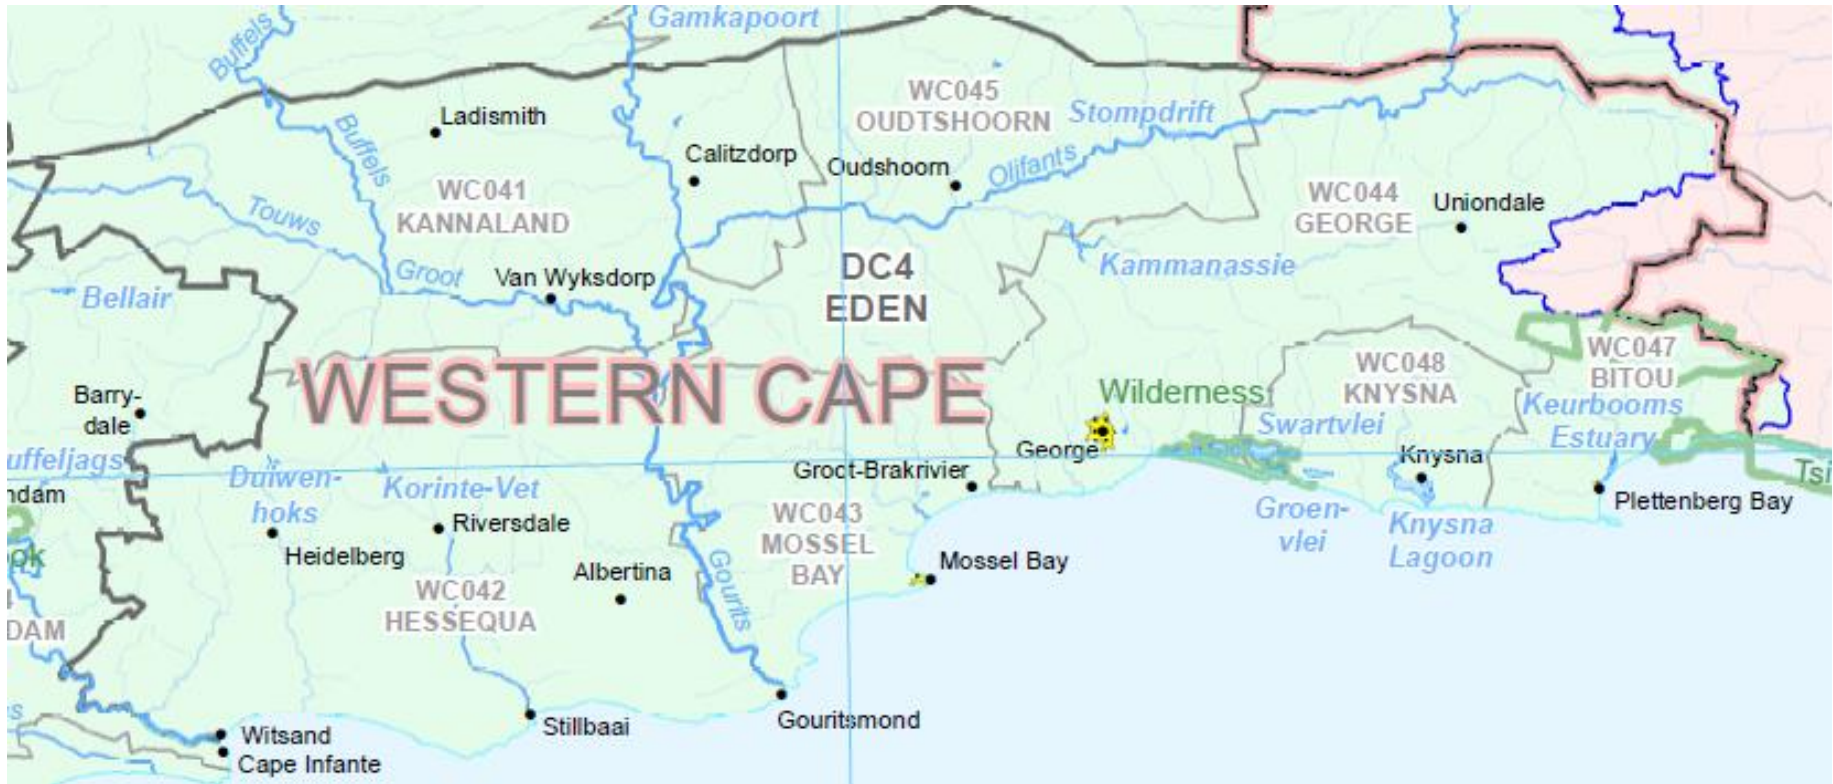 Gamkapoort
Buffels
WC045
OUDTSHOORN
Stompdrift
Ladismith
Buffels
Calitzdorp
Oudshoorn
Olifants
WC041
KANNALAND
WC044
GEORGE
Uniondale
Touws
Groot
Van Wyksdorp
DC4
EDEN
Kammanassie
Bellair
WESTERN CAPE
WC047
BITOU
WC048
KNYSNA
Barry-
dale
Wilderness
Keurbooms
Estuary
Swartvlei
George
Knysna
uffeljags
ndam
Duiwen-
hoks
Korinte-Vet
Groot-Brakrivier
Tsi
Plettenberg Bay
Groen-
vlei
Knysna
Lagoon
WC043
MOSSEL
BAY
Riversdale
Heidelberg
ok
Albertina
Mossel Bay
Gourits
WC042
HESSEQUA
DAM
Gouritsmond
Stillbaai
Witsand
Cape Infante